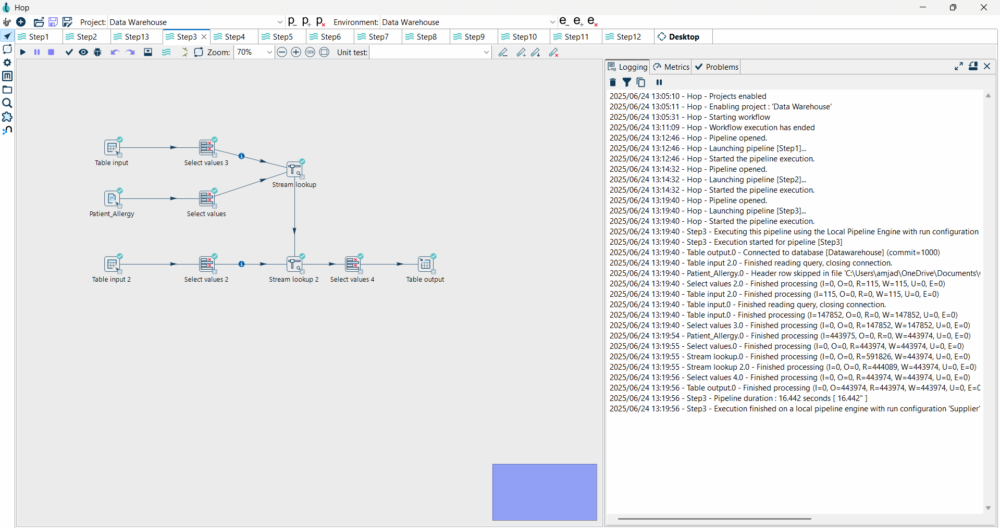 Hop
Hop Project: Data Warehouse p... p+ px Environment: Data Warehouse e... e+ ex
Step1 Step2 Step13 Step3 Step4 Step5 Step6 Step7 Step8 Step9 Step10 Step11 Step12 Desktop
Zoom: 70% 100% Unit test:
Logging Metrics Problems
Table input
Select values 3
Stream lookup
Patient_Allergy
Select values
Table input 2
Select values 2
Stream lookup 2
Select values 4
Table output
2025/06/24 13:05:10 - Hop - Projects enabled
2025/06/24 13:05:11 - Hop - Enabling project : 'Data Warehouse'
2025/06/24 13:05:31 - Hop - Starting workflow
2025/06/24 13:11:09 - Hop - Workflow execution has ended
2025/06/24 13:12:46 - Hop - Pipeline opened.
2025/06/24 13:12:46 - Hop - Launching pipeline [Step1]...
2025/06/24 13:12:46 - Hop - Started the pipeline execution.
2025/06/24 13:14:32 - Hop - Pipeline opened.
2025/06/24 13:14:32 - Hop - Launching pipeline [Step2]...
2025/06/24 13:14:32 - Hop - Started the pipeline execution.
2025/06/24 13:19:40 - Hop - Pipeline opened.
2025/06/24 13:19:40 - Hop - Launching pipeline [Step3]...
2025/06/24 13:19:40 - Hop - Started the pipeline execution.
2025/06/24 13:19:40 - Step3 - Executing this pipeline using the Local Pipeline Engine with run configuration
2025/06/24 13:19:40 - Step3 - Execution started for pipeline [Step3]
2025/06/24 13:19:40 - Table output.0 - Connected to database [Datawarehouse] (commit=1000)
2025/06/24 13:19:40 - Table input 2.0 - Finished reading query, closing connection.
2025/06/24 13:19:40 - Patient_Allergy.0 - Header row skipped in file 'C:\Users\amjad\OneDrive\Documents\
2025/06/24 13:19:40 - Select values 2.0 - Finished processing (I=0, O=0, R=115, W=115, U=0, E=0)
2025/06/24 13:19:40 - Table input 2.0 - Finished processing (I=115, O=0, R=0, W=115, U=0, E=0)
2025/06/24 13:19:40 - Table input.0 - Finished reading query, closing connection.
2025/06/24 13:19:40 - Table input.0 - Finished processing (I=147852, O=0, R=0, W=147852, U=0, E=0)
2025/06/24 13:19:40 - Select values 3.0 - Finished processing (I=0, O=0, R=147852, W=147852, U=0, E=0)
2025/06/24 13:19:54 - Patient_Allergy.0 - Finished processing (I=443975, O=0, R=0, W=443974, U=0, E=0)
2025/06/24 13:19:55 - Select values.0 - Finished processing (I=0, O=0, R=443974, W=443974, U=0, E=0)
2025/06/24 13:19:55 - Stream lookup.0 - Finished processing (I=0, O=0, R=591826, W=443974, U=0, E=0)
2025/06/24 13:19:55 - Stream lookup 2.0 - Finished processing (I=0, O=0, R=444089, W=443974, U=0, E=0)
2025/06/24 13:19:56 - Select values 4.0 - Finished processing (I=0, O=0, R=443974, W=443974, U=0, E=0)
2025/06/24 13:19:56 - Table output.0 - Finished processing (I=0, O=443974, R=443974, W=443974, U=0, E=0
2025/06/24 13:19:56 - Step3 - Pipeline duration : 16.442 seconds [ 16.442" ]
2025/06/24 13:19:56 - Step3 - Execution finished on a local pipeline engine with run configuration 'Supplier'